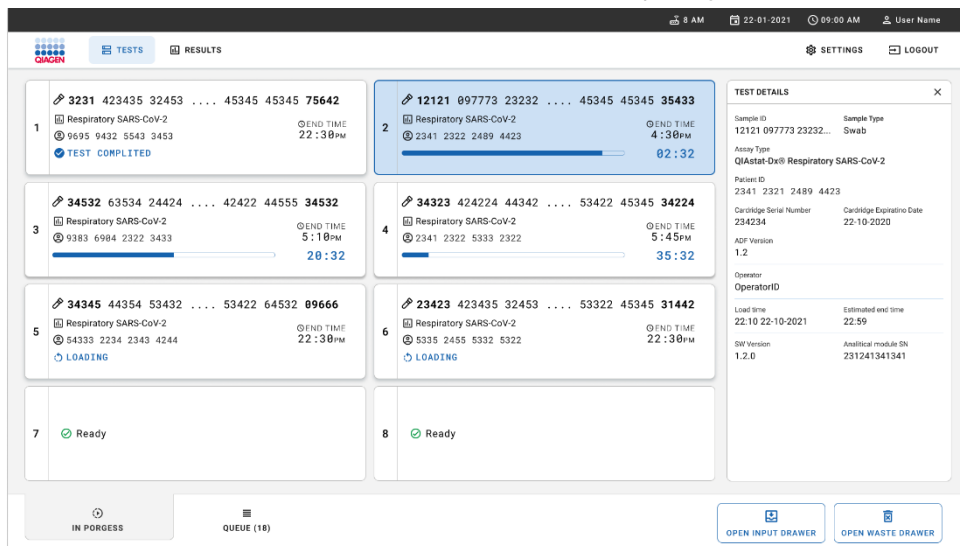 8 AM 22-01-2021 09:00 AM User Name
QIAGEN TESTS RESULTS SETTINGS LOGOUT
1
3231 423435 32453 .... 45345 45345 75642
Respiratory SARS-CoV-2
9695 9432 5543 3453
END TIME
22:30PM
TEST COMPLITED
2
12121 097773 23232 .... 45345 45345 35433
Respiratory SARS-CoV-2
2341 2322 2489 4423
END TIME
4:30PM
02:32
3
34532 63534 24424 .... 42422 44555 34532
Respiratory SARS-CoV-2
9383 6904 2322 3433
END TIME
5:10PM
20:32
4
34323 424224 44342 .... 53422 45345 34224
Respiratory SARS-CoV-2
2341 2322 5333 2322
END TIME
5:45PM
35:32
5
34345 44354 53432 .... 53422 64532 09666
Respiratory SARS-CoV-2
54333 2234 2343 4244
END TIME
22:30PM
LOADING
6
23423 423435 32453 .... 53322 45345 31442
Respiratory SARS-CoV-2
5335 2455 5332 5322
END TIME
22:30PM
LOADING
7 Ready
8 Ready
TEST DETAILS
Sample ID Sample Type
12121 097773 23232... Swab
Assay Type
QIAstat-Dx® Respiratory SARS-CoV-2
Patient ID
2341 2321 2489 4423
Cardridge Serial Number Cardridge Expiratino Date
234234 22-10-2020
ADF Version
1.2
Operator
OperatorID
Load time Estimated end time
22:10 22-10-2021 22:59
SW Version Analitical module SN
1.2.0 231241341341
IN PORGESS QUEUE (18) OPEN INPUT DRAWER OPEN WASTE DRAWER